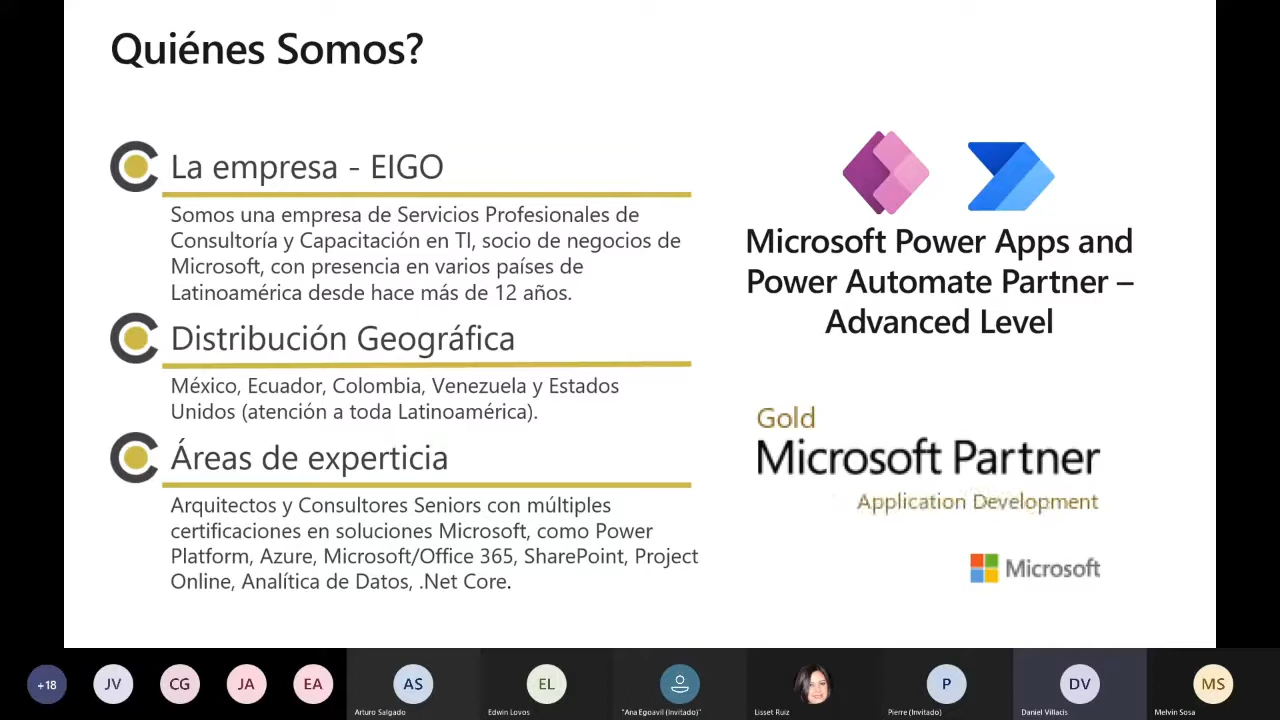 Quiénes Somos?
La empresa - EIGO
Somos una empresa de Servicios Profesionales de
Consultoría y Capacitación en TI, socio de negocios de
Microsoft, con presencia en varios países de
Latinoamérica desde hace más de 12 años.
Distribución Geográfica
México, Ecuador, Colombia, Venezuela y Estados
Unidos (atención a toda Latinoamérica).
Áreas de experticia
Arquitectos y Consultores Seniors con múltiples
certificaciones en soluciones Microsoft, como Power
Platform, Azure, Microsoft/Office 365, SharePoint, Project
Online, Analítica de Datos, .Net Core.
Microsoft Power Apps and
Power Automate Partner –
Advanced Level
Gold
Microsoft Partner
Application Development
Microsoft
+18
JV
CG
JA
EA
AS
Arturo Salgado
EL
Edwin Lovos
"Ana Egoavil (Invitado)"
Lisset Ruiz
P
Pierre (Invitado)
DV
Daniel Villacis
MS
Melvin Sosa